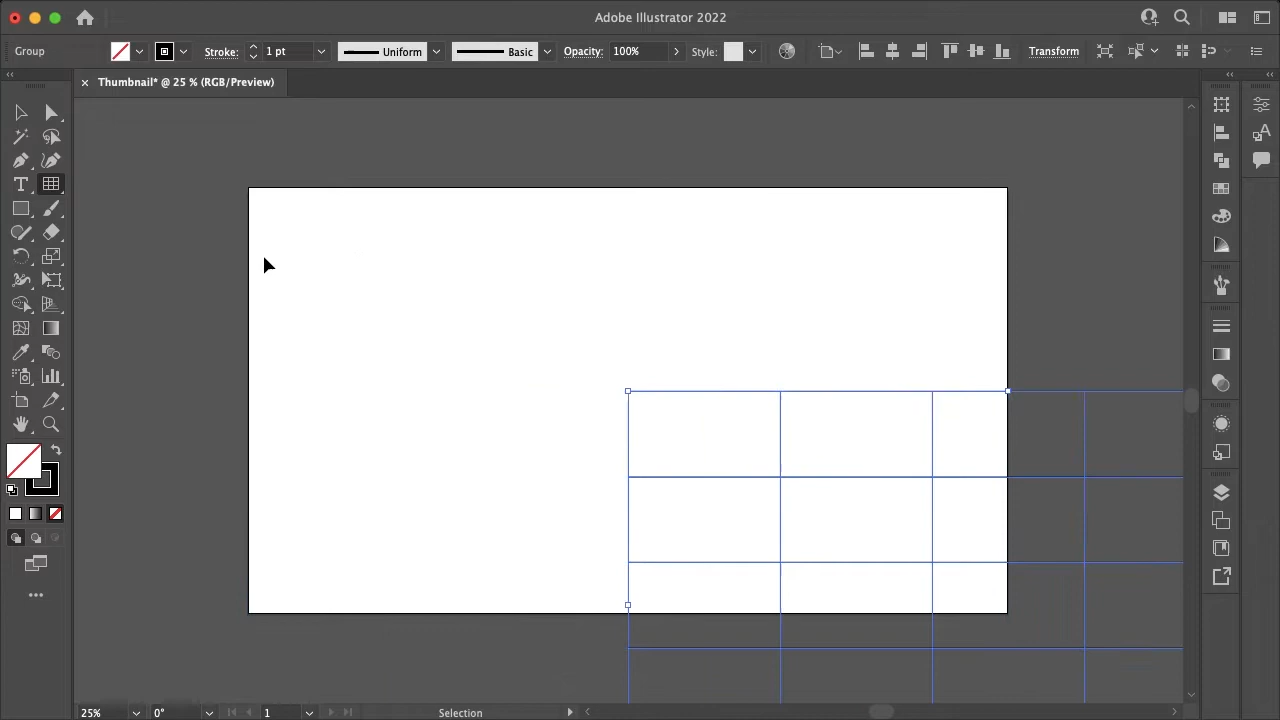 Adobe Illustrator 2022
Group Stroke: 1 pt Uniform Basic Opacity: 100% Style: Transform
Thumbnail* @ 25 % (RGB/Preview)
25% 0° 1 Selection